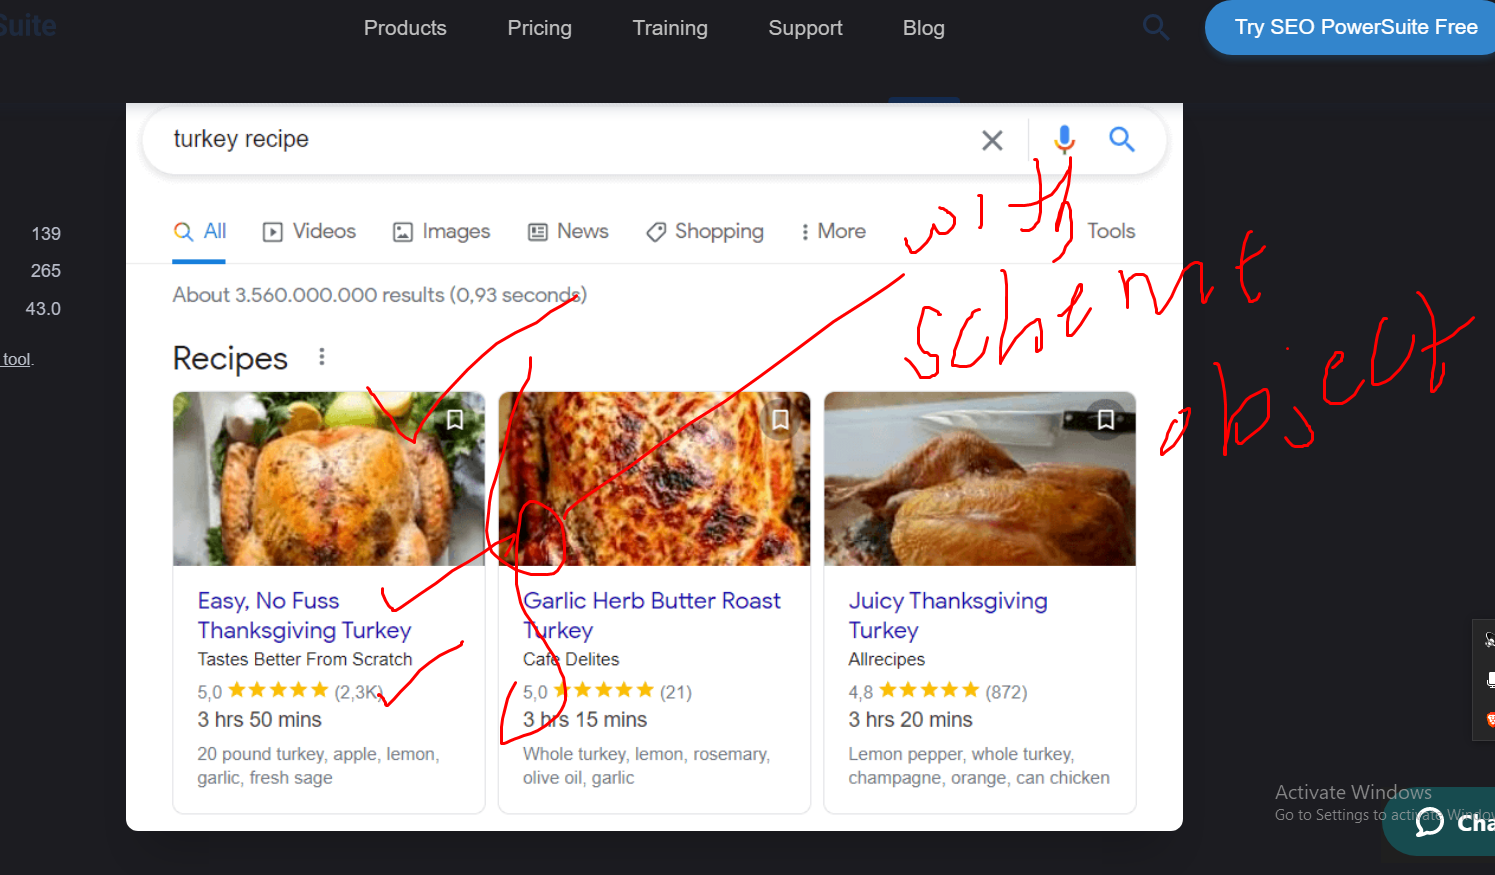 Suite Products Pricing Training Support Blog Try SEO PowerSuite Free
turkey recipe
All Videos Images News Shopping More Tools
with
139
265
43.0
tool.
About 3.560.000.000 results (0,93 seconds)
object
Recipes
Easy, No Fuss
Thanksgiving Turkey
Tastes Better From Scratch
5,0 (2,3K)
3 hrs 50 mins
20 pound turkey, apple, lemon,
garlic, fresh sage
Garlic Herb Butter Roast
Turkey
Cafe Delites
5,0 (21)
3 hrs 15 mins
Whole turkey, lemon, rosemary,
olive oil, garlic
Juicy Thanksgiving
Turkey
Allrecipes
4,8 (872)
3 hrs 20 mins
Lemon pepper, whole turkey,
champagne, orange, can chicken
Activate Windows
Go to Settings to activate Windows
Cha